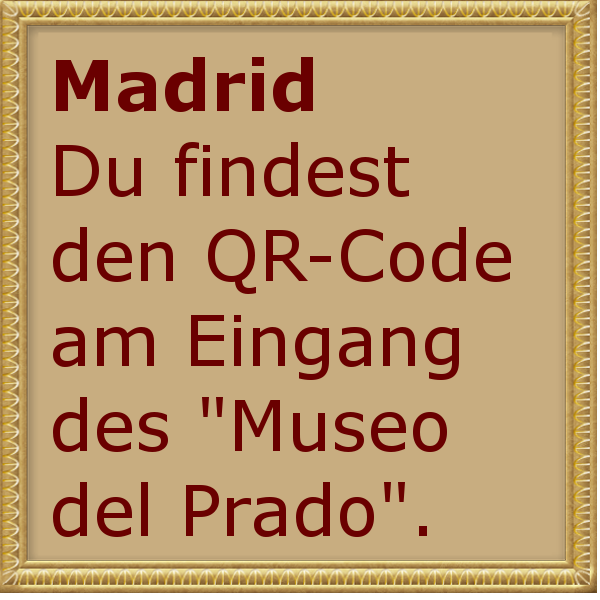 Madrid
Du findest
den QR-Code
am Eingang
des "Museo
del Prado".